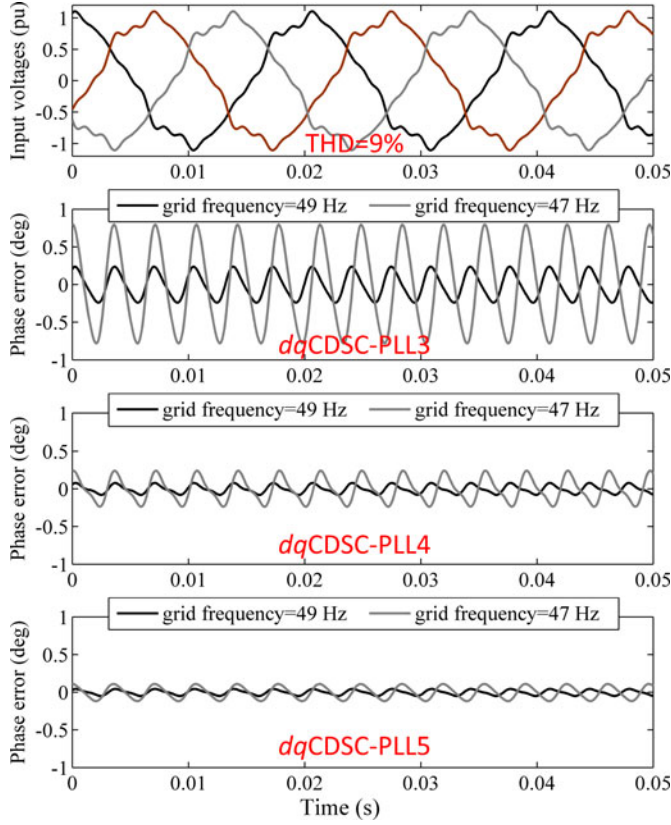 Input voltages (pu)
1
0.5
0
-0.5
-1
THD=9%
0 0.01 0.02 0.03 0.04 0.05
Phase error (deg)
1
0.5
0
-0.5
-1
grid frequency=49 Hz grid frequency=47 Hz
dqCDSC-PLL3
0 0.01 0.02 0.03 0.04 0.05
Phase error (deg)
1
0.5
0
-0.5
-1
grid frequency=49 Hz grid frequency=47 Hz
dqCDSC-PLL4
0 0.01 0.02 0.03 0.04 0.05
Phase error (deg)
1
0.5
0
-0.5
-1
grid frequency=49 Hz grid frequency=47 Hz
dqCDSC-PLL5
0 0.01 0.02 0.03 0.04 0.05
Time (s)